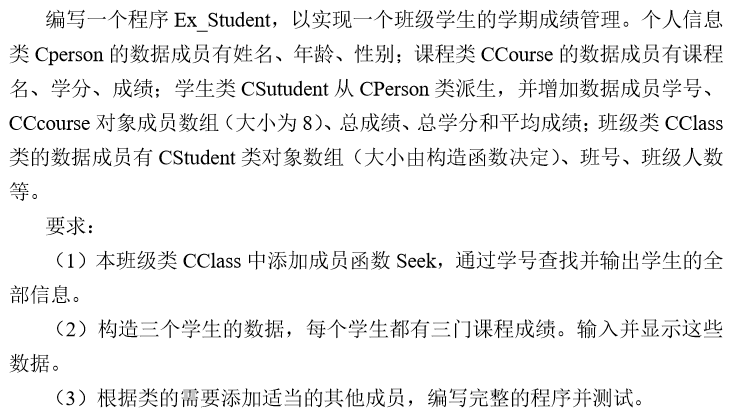 编写一个程序 Ex_Student，以实现一个班级学生的学期成绩管理。个人信息
类 Cperson 的数据成员有姓名、年龄、性别；课程类 CCourse 的数据成员有课程
名、学分、成绩；学生类 CSutudent 从 CPerson 类派生，并增加数据成员学号、
CCcourse 对象成员数组（大小为 8）、总成绩、总学分和平均成绩；班级类 CClass
类的数据成员有 CStudent 类对象数组（大小由构造函数决定）、班号、班级人数
等。
要求：
（1）本班级类 CClass 中添加成员函数 Seek，通过学号查找并输出学生的全
部信息。
（2）构造三个学生的数据，每个学生都有三门课程成绩。输入并显示这些
数据。
（3）根据类的需要添加适当的其他成员，编写完整的程序并测试。